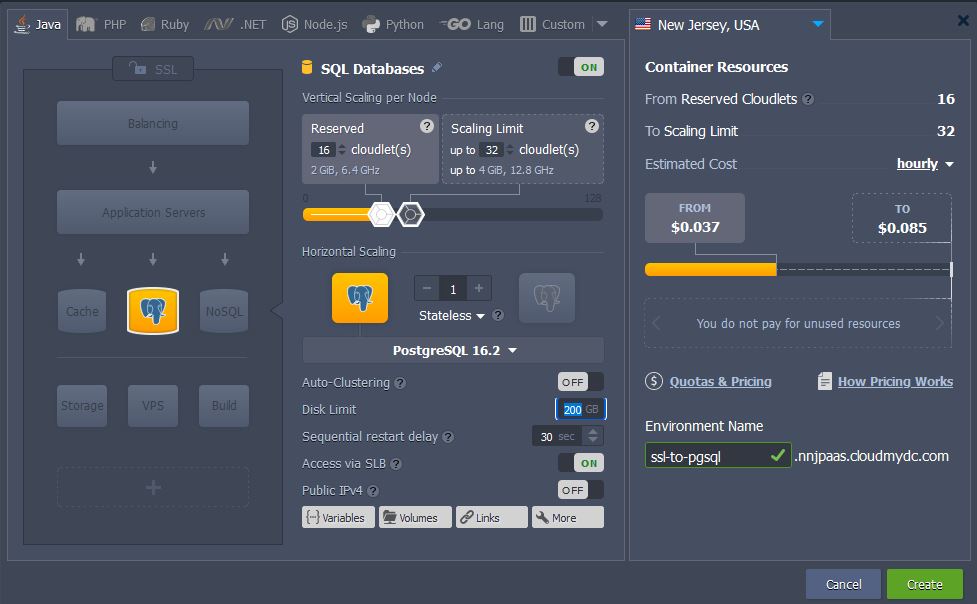 Java PHP Ruby .NET Node.js Python Lang Custom
SSL
Balancing
Application Servers
Cache NoSQL
Storage VPS Build
SQL Databases ON
Vertical Scaling per Node
Reserved ?
16 cloudlet(s)
2 GiB, 6.4 GHz
Scaling Limit ?
up to 32 cloudlet(s)
up to 4 GiB, 12.8 GHz
0 128
Horizontal Scaling
− 1 +
Stateless ?
PostgreSQL 16.2
Auto-Clustering ? OFF
Disk Limit 200 GB
Sequential restart delay ? 30 sec
Access via SLB ? ON
Public IPv4 ? OFF
Variables Volumes Links More
New Jersey, USA
Container Resources
From Reserved Cloudlets ? 16
To Scaling Limit 32
Estimated Cost hourly
FROM
$0.037
TO
$0.085
You do not pay for unused resources
$ Quotas & Pricing How Pricing Works
Environment Name
ssl-to-pgsql .nnjpaas.cloudmydc.com
Cancel Create